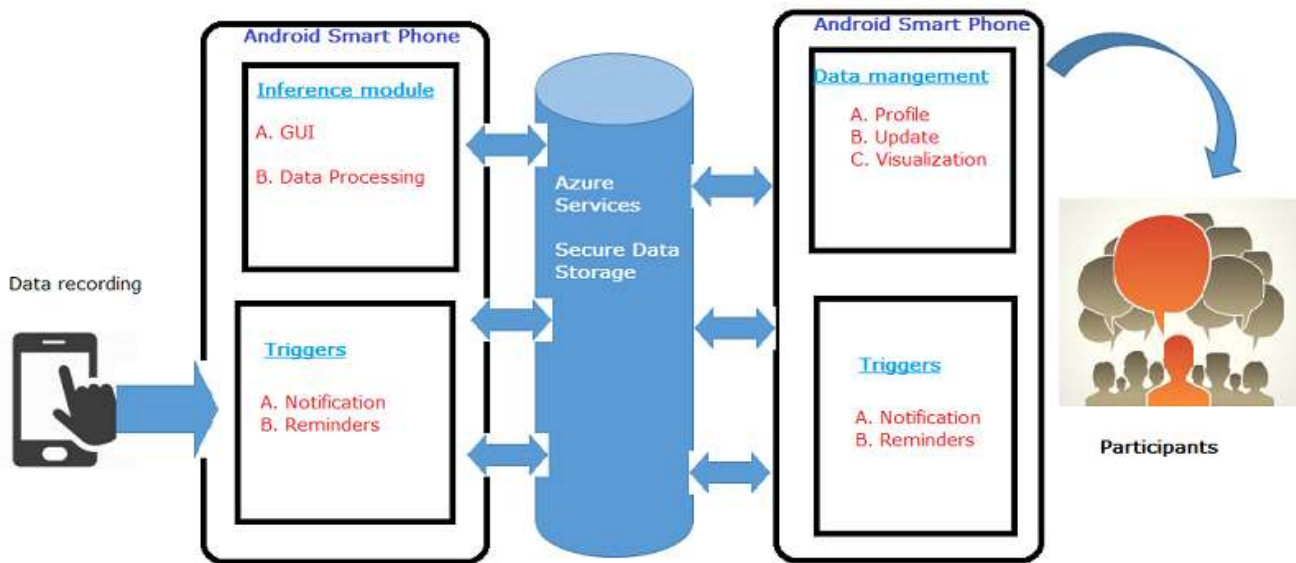 Data recording
Android Smart Phone
Inference module
A. GUI
B. Data Processing
Triggers
A. Notification
B. Reminders
Azure
Services
Secure Data
Storage
Android Smart Phone
Data mangement
A. Profile
B. Update
C. Visualization
Triggers
A. Notification
B. Reminders
Participants